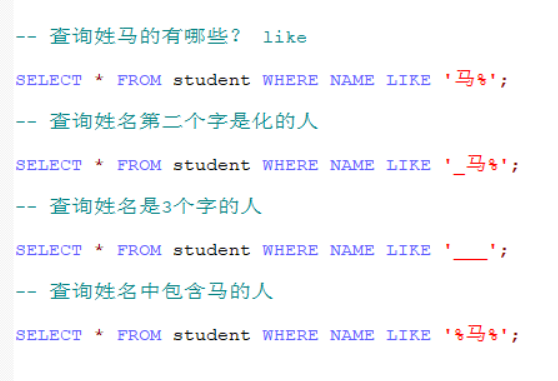 -- 查询姓马的有哪些? like
SELECT * FROM student WHERE NAME LIKE '马%';
-- 查询姓名第二个字是化的人
SELECT * FROM student WHERE NAME LIKE '_马%';
-- 查询姓名是3个字的人
SELECT * FROM student WHERE NAME LIKE '___';
-- 查询姓名中包含马的人
SELECT * FROM student WHERE NAME LIKE '%马%';